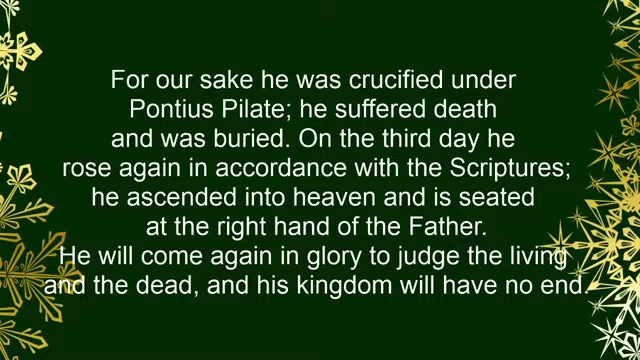 For our sake he was crucified under
Pontius Pilate; he suffered death
and was buried. On the third day he
rose again in accordance with the Scriptures;
he ascended into heaven and is seated
at the right hand of the Father.
He will come again in glory to judge the living
and the dead, and his kingdom will have no end.